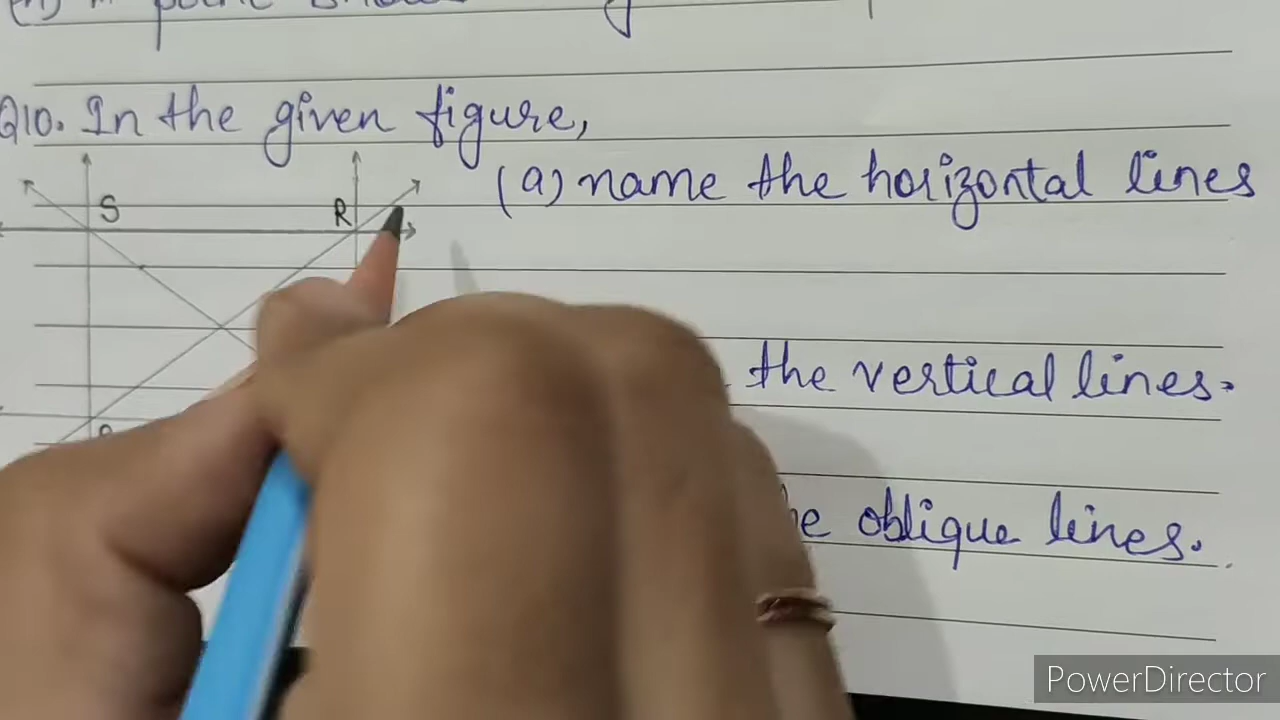 Q10. In the given figure,
(a) name the horizontal lines
S
R
the vertical lines.
oblique lines.
PowerDirector